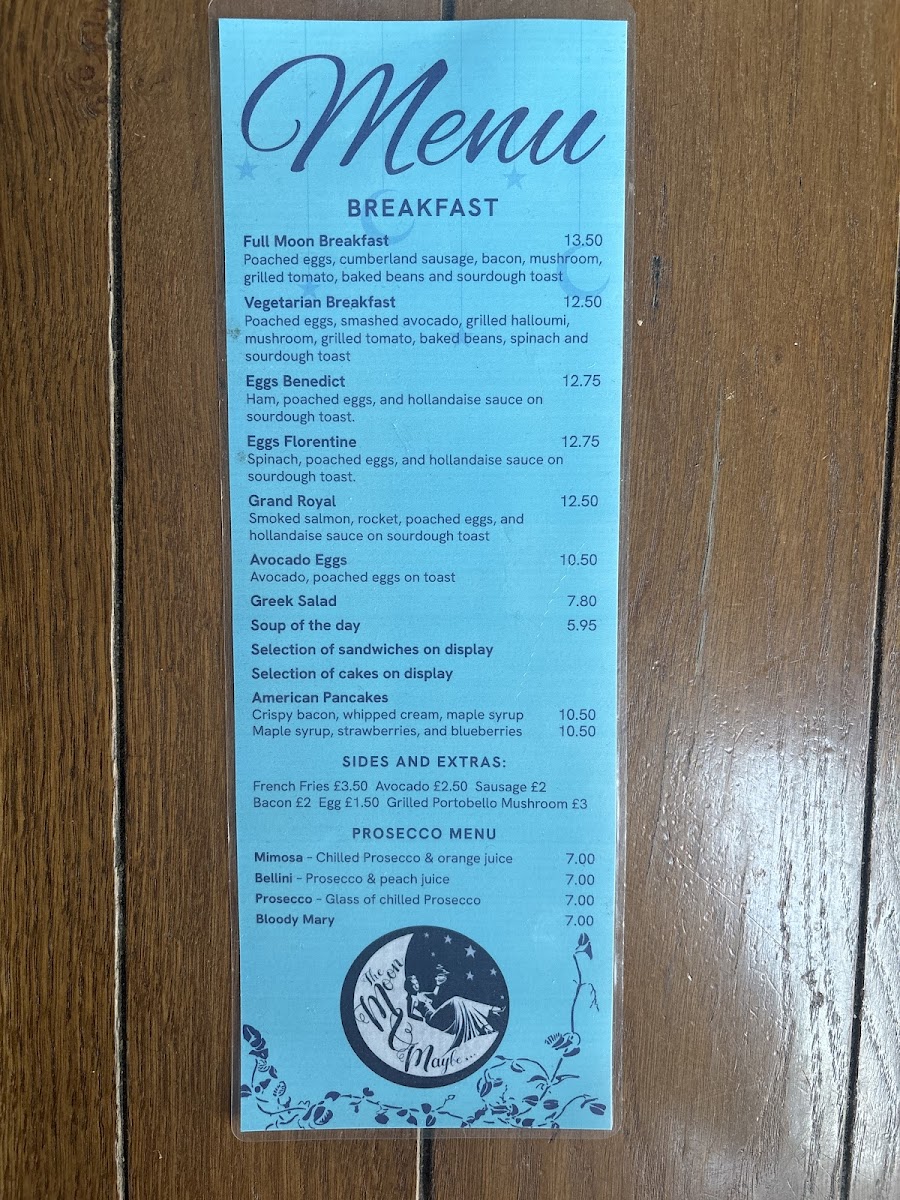 Menu
BREAKFAST
Full Moon Breakfast 13.50
Poached eggs, cumberland sausage, bacon, mushroom,
grilled tomato, baked beans and sourdough toast
Vegetarian Breakfast 12.50
Poached eggs, smashed avocado, grilled halloumi,
mushroom, grilled tomato, baked beans, spinach and
sourdough toast
Eggs Benedict 12.75
Ham, poached eggs, and hollandaise sauce on
sourdough toast.
Eggs Florentine 12.75
Spinach, poached eggs, and hollandaise sauce on
sourdough toast.
Grand Royal 12.50
Smoked salmon, rocket, poached eggs, and
hollandaise sauce on sourdough toast
Avocado Eggs 10.50
Avocado, poached eggs on toast
Greek Salad 7.80
Soup of the day 5.95
Selection of sandwiches on display
Selection of cakes on display
American Pancakes
Crispy bacon, whipped cream, maple syrup 10.50
Maple syrup, strawberries, and blueberries 10.50
SIDES AND EXTRAS:
French Fries £3.50 Avocado £2.50 Sausage £2
Bacon £2 Egg £1.50 Grilled Portobello Mushroom £3
PROSECCO MENU
Mimosa – Chilled Prosecco & orange juice 7.00
Bellini – Prosecco & peach juice 7.00
Prosecco – Glass of chilled Prosecco 7.00
Bloody Mary 7.00
The
Moon
&
Maybe...